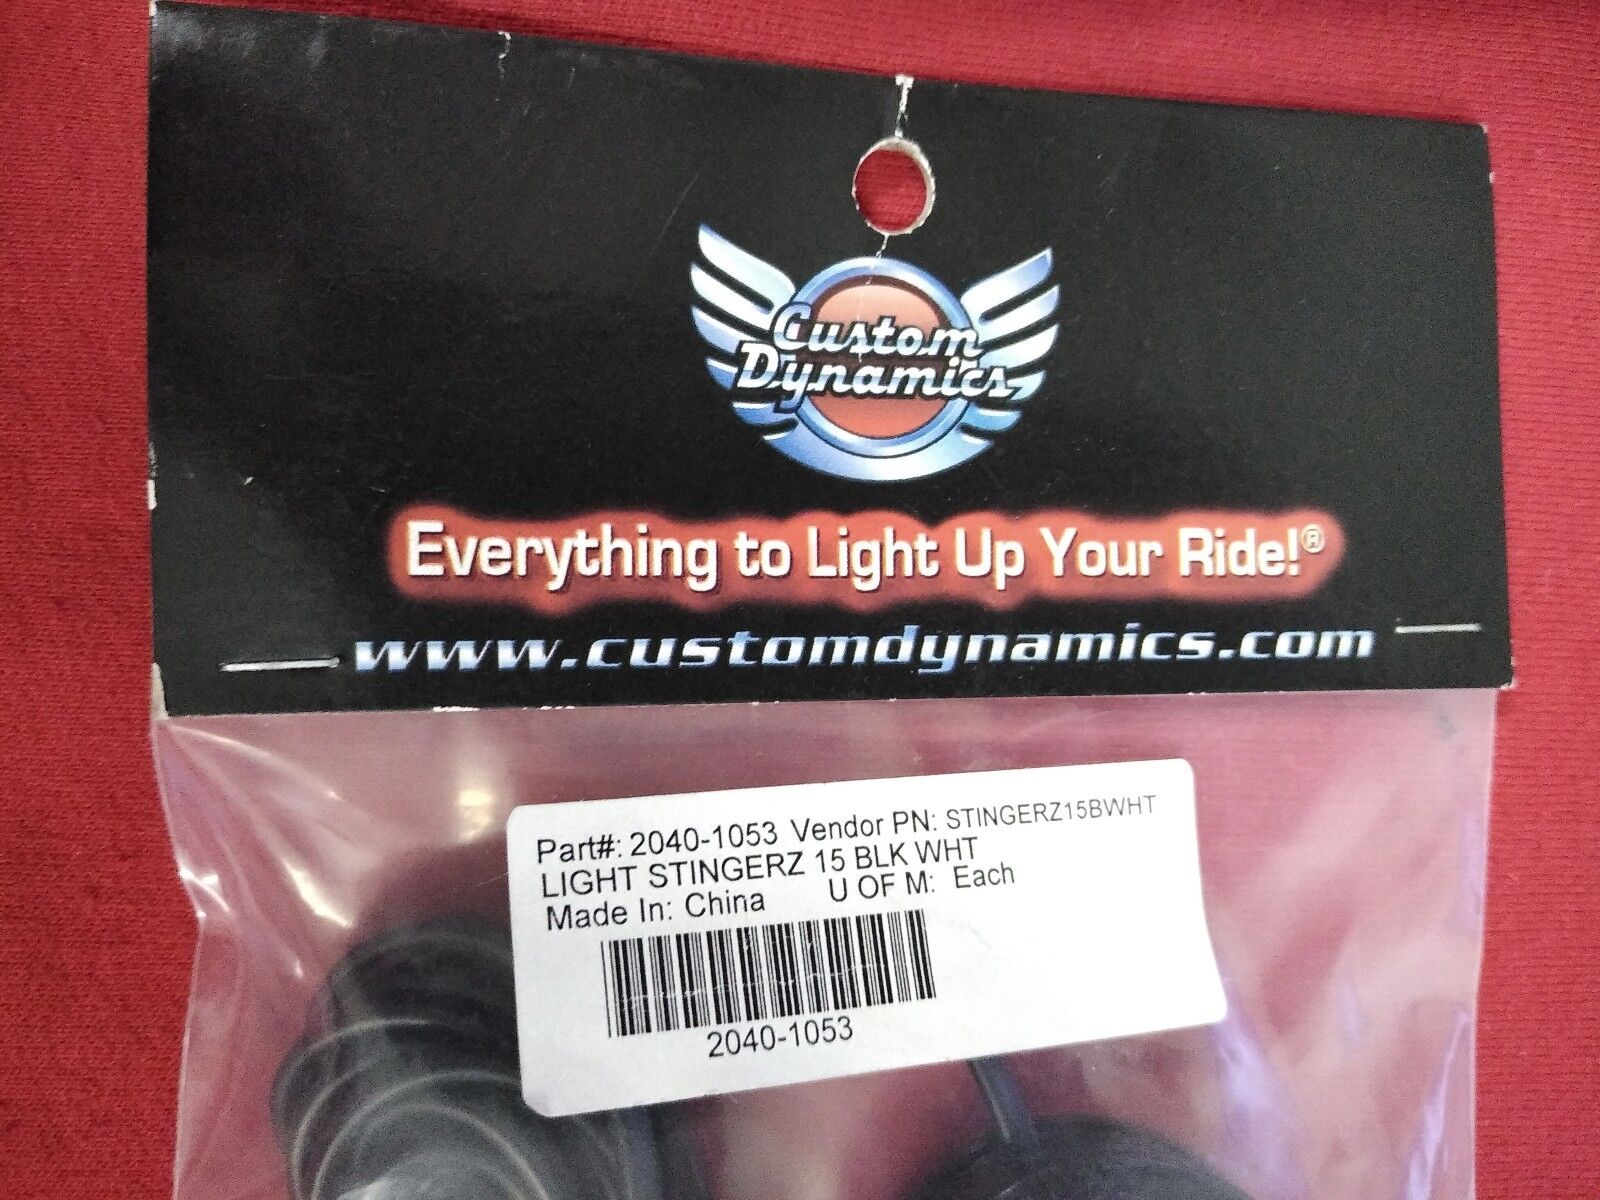 Custom
Dynamics
Everything to Light Up Your Ride!®
www.customdynamics.com
Part#: 2040-1053 Vendor PN: STINGERZ15BWHT
LIGHT STINGERZ 15 BLK WHT
Made In: China U OF M: Each
2040-1053